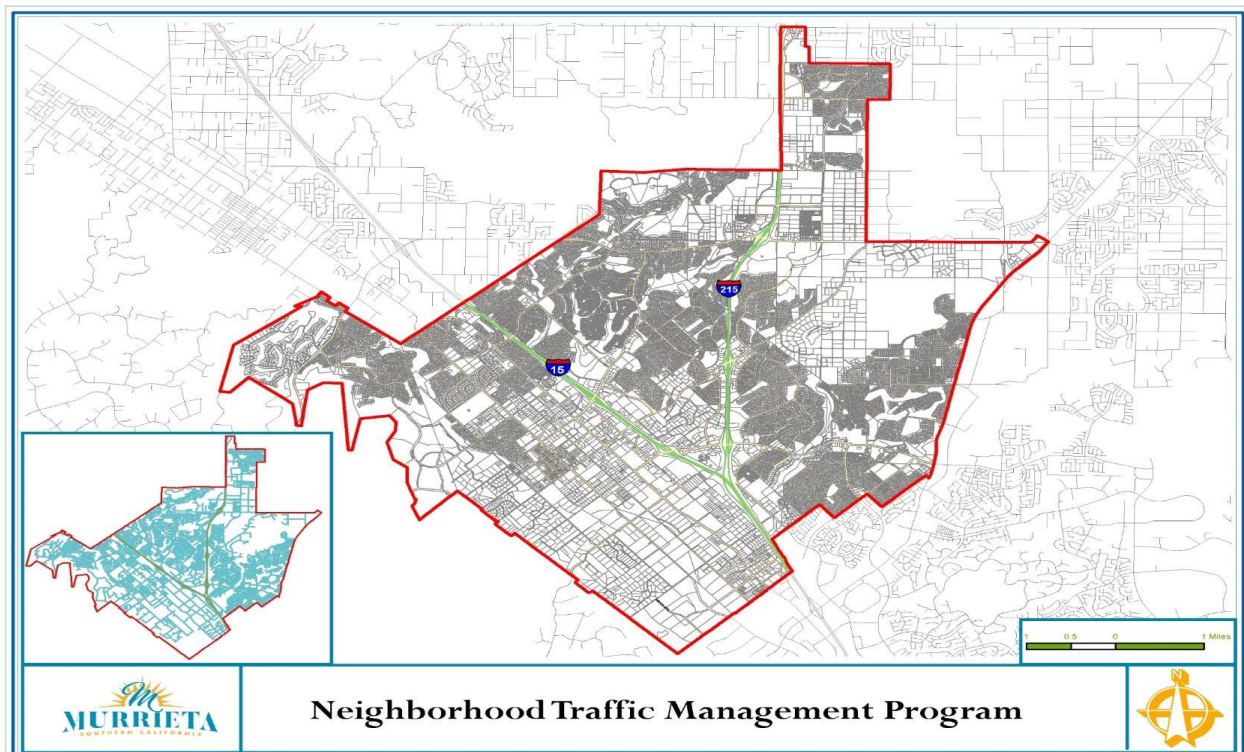 215
15
1 0.5 0 1 Miles
M
MURRIETA
SOUTHERN CALIFORNIA
Neighborhood Traffic Management Program
N